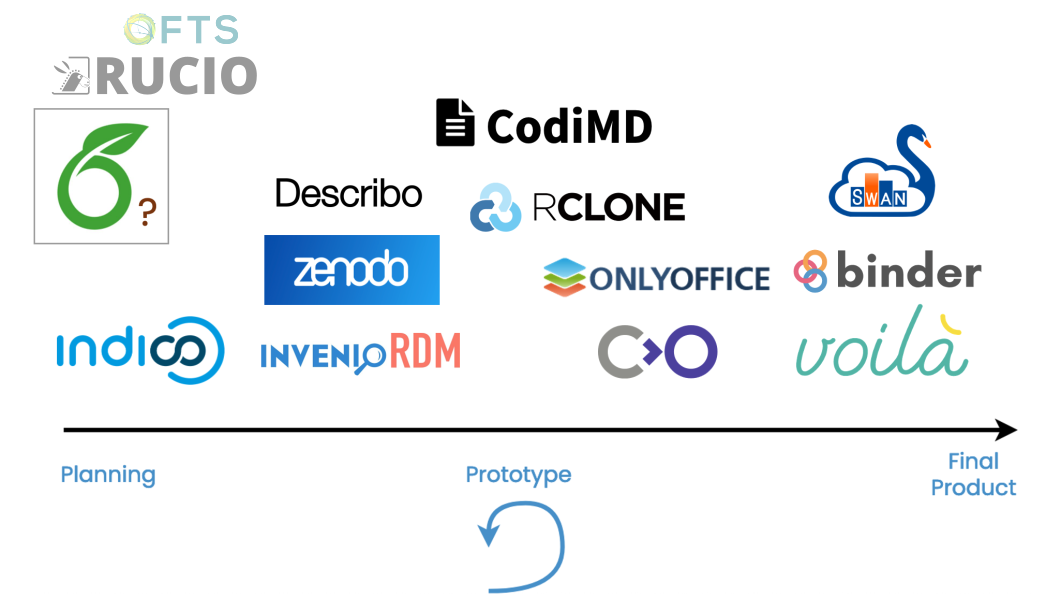 FTS
RUCIO
?
CodiMD
Describo
RCLONE
SWAN
zenodo
ONLYOFFICE
binder
indico
INVENIO RDM
voilà
Planning
Prototype
Final
Product